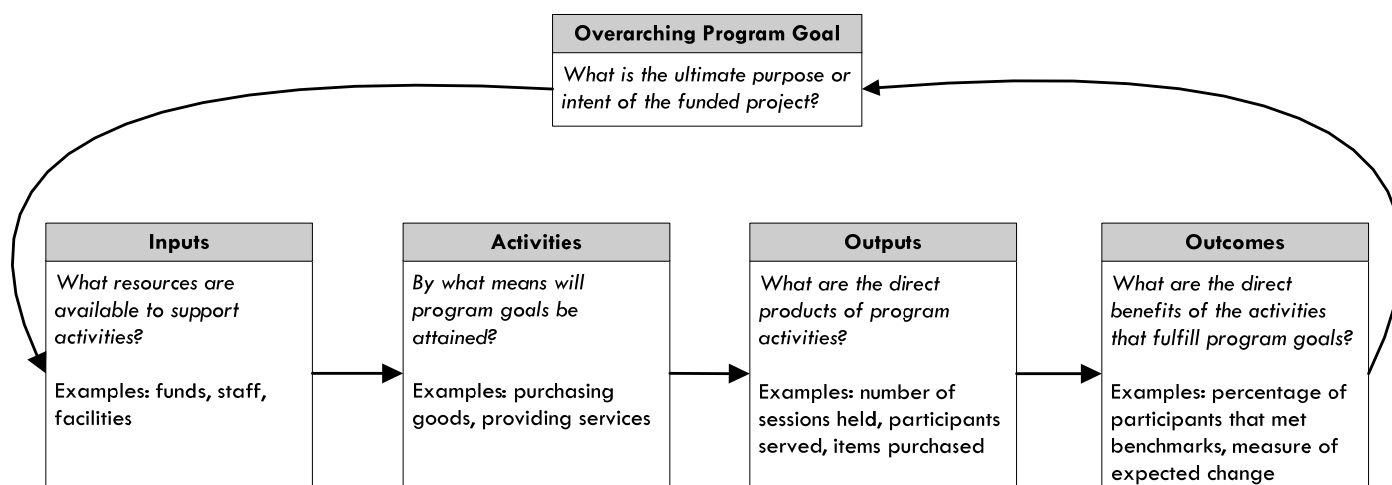 Overarching Program Goal
What is the ultimate purpose or
intent of the funded project?
Inputs
What resources are
available to support
activities?
Examples: funds, staff,
facilities
Activities
By what means will
program goals be
attained?
Examples: purchasing
goods, providing services
Outputs
What are the direct
products of program
activities?
Examples: number of
sessions held, participants
served, items purchased
Outcomes
What are the direct
benefits of the activities
that fulfill program goals?
Examples: percentage of
participants that met
benchmarks, measure of
expected change